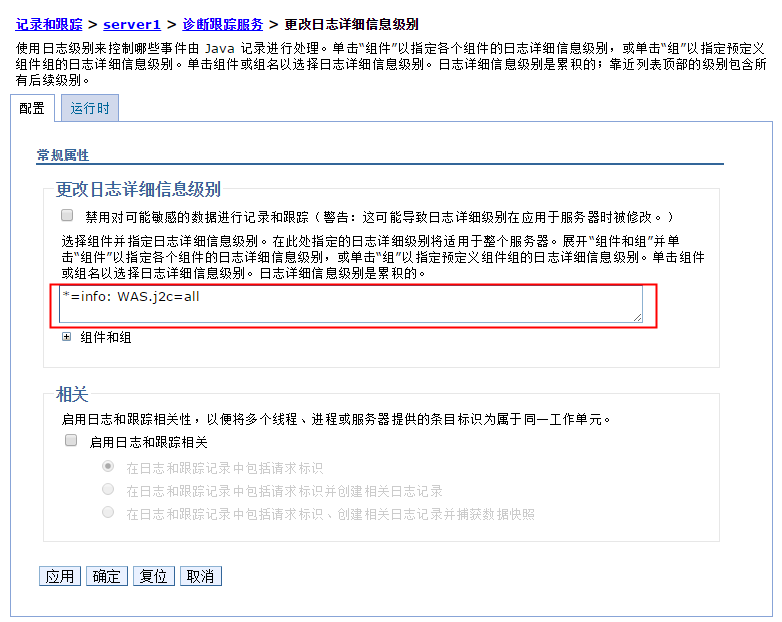 记录和跟踪 > server1 > 诊断跟踪服务 > 更改日志详细信息级别
使用日志级别来控制哪些事件由 Java 记录进行处理。单击“组件”以指定各个组件的日志详细信息级别，或单击“组”以指定预定义
组件组的日志详细信息级别。单击组件或组名以选择日志详细信息级别。日志详细信息级别是累积的；靠近列表顶部的级别包含所
有后续级别。
配置 运行时
常规属性
更改日志详细信息级别
禁用对可能敏感的数据进行记录和跟踪（警告：这可能导致日志详细级别在应用于服务器时被修改。）
选择组件并指定日志详细信息级别。在此处指定的日志详细级别将适用于整个服务器。展开“组件和组”并单
击“组件”以指定各个组件的日志详细信息级别，或单击“组”以指定预定义组件组的日志详细信息级别。单击组件
或组名以选择日志详细信息级别。日志详细信息级别是累积的。
*=info: WAS.j2c=all
组件和组
相关
启用日志和跟踪相关性，以便将多个线程、进程或服务器提供的条目标识为属于同一工作单元。
启用日志和跟踪相关
在日志和跟踪记录中包括请求标识
在日志和跟踪记录中包括请求标识并创建相关日志记录
在日志和跟踪记录中包括请求标识、创建相关日志记录并捕获数据快照
应用 确定 复位 取消